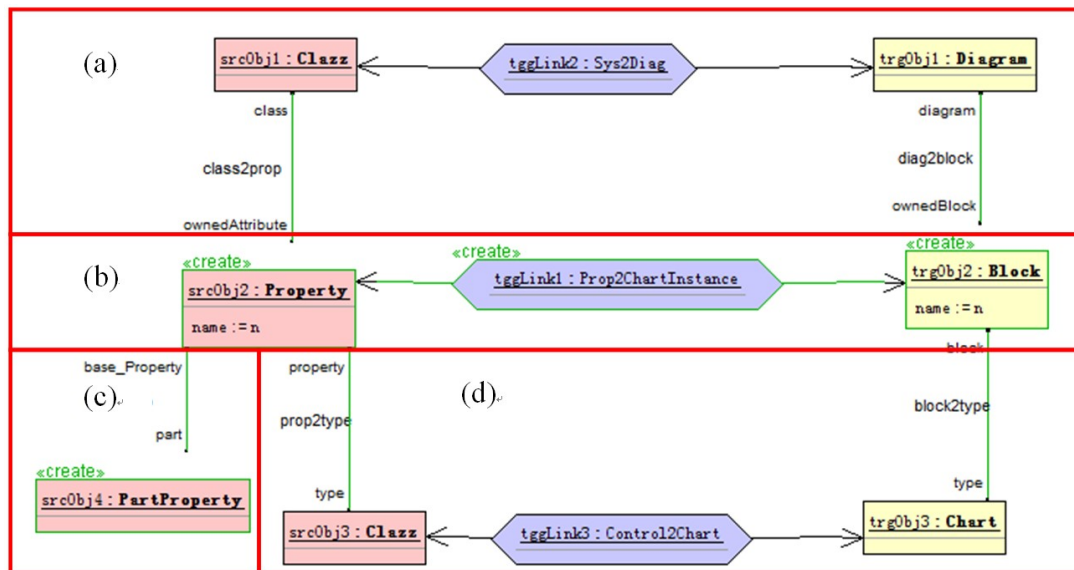 (a)
srcObj1:Clazz
tggLink2:Sys2Diag
trgObj1:Diagram
class
diagram
class2prop
diag2block
ownedAttribute
ownedBlock
(b)
«create»
«create»
«create»
srcObj2:Property
tggLink1:Prop2ChartInstance
trgObj2:Block
name:=n
name:=n
base_Property
property
block
(c)
(d)
prop2type
block2type
part
«create»
srcObj4:PartProperty
type
type
srcObj3:Clazz
tggLink3:Control2Chart
trgObj3:Chart